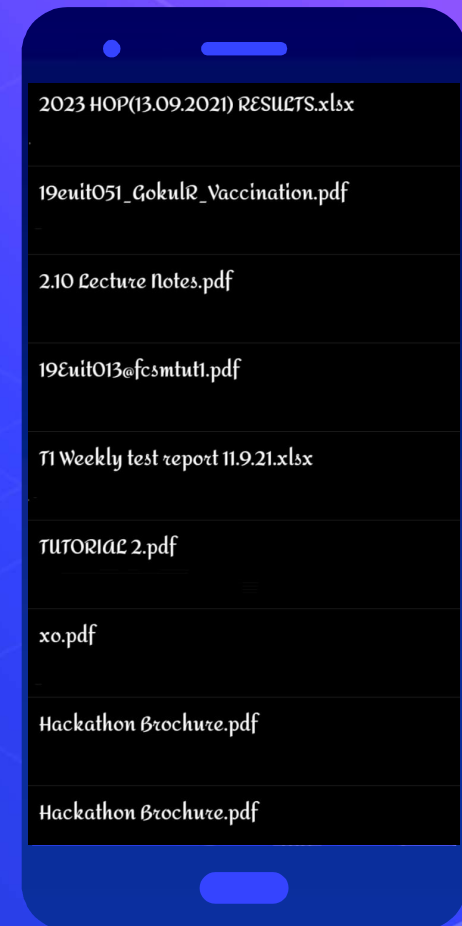 2023 HOP(13.09.2021) RESULTS.xlsx
19euit051_GokulR_Vaccination.pdf
2.10 Lecture Notes.pdf
19Euit013@fcsmtut1.pdf
T1 Weekly test report 11.9.21.xlsx
TUTORIAL 2.pdf
xo.pdf
Hackathon Brochure.pdf
Hackathon Brochure.pdf